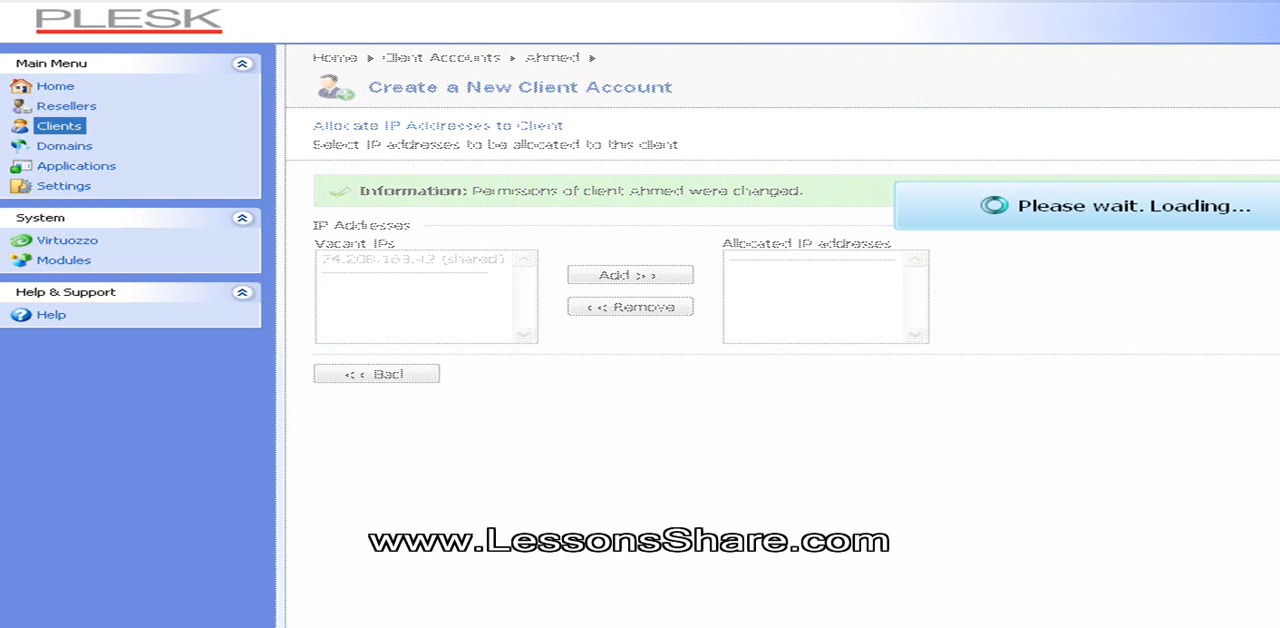 PLESK
Main Menu
Home
Resellers
Clients
Domains
Applications
Settings
System
Virtuozzo
Modules
Help & Support
Help
Home Client Accounts Ahmed
Create a New Client Account
Allocate IP Addresses to Client
Select IP addresses to be allocated to this client
Information: Permissions of client Ahmed were changed.
Please wait. Loading...
IP Addresses
Vacant IPs
74.208.163.42 (shared)
Add >>
<< Remove
Allocated IP addresses
<< Back
www.LessonsShare.com